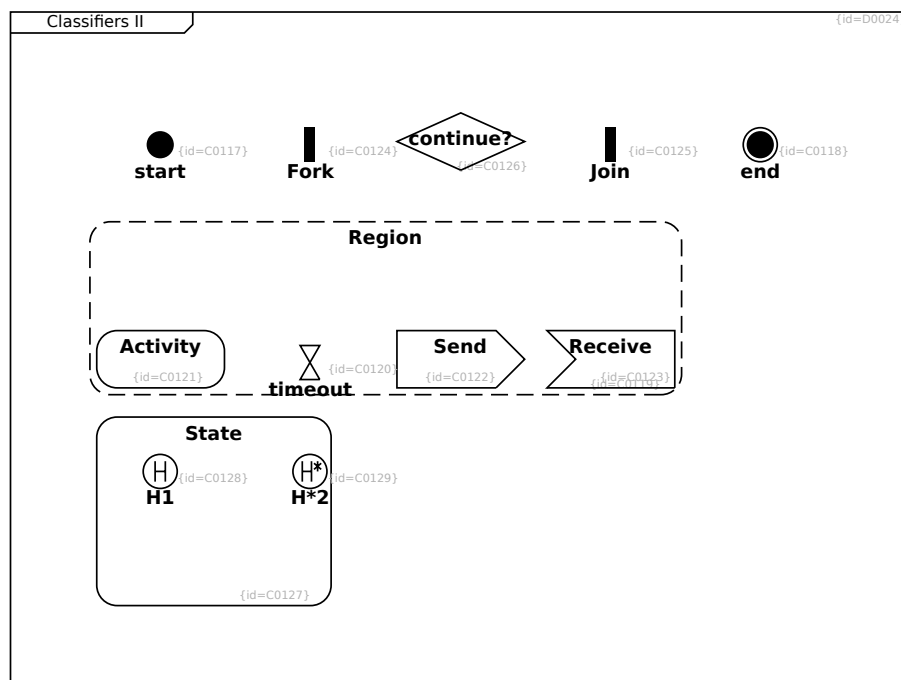 Classifiers II
{id=D0024
continue?
{id=C0117}
{id=C0124}
{id=C0126}
{id=C0125}
{id=C0118}
start
Fork
Join
end
Region
Activity
Send
Receive
{id=C0121}
{id=C0120}
{id=C0122}
{id=C0123}
{id=C0119}
timeout
State
H
H*
{id=C0128}
{id=C0129}
H1
H*2
{id=C0127}